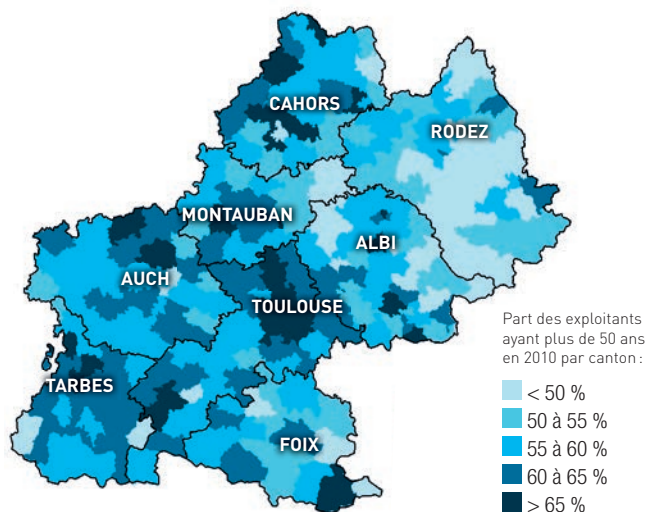 CAHORS
RODEZ
MONTAUBAN
ALBI
AUCH
TOULOUSE
TARBES
FOIX
Part des exploitants
ayant plus de 50 ans
en 2010 par canton :
< 50 %
50 à 55 %
55 à 60 %
60 à 65 %
> 65 %